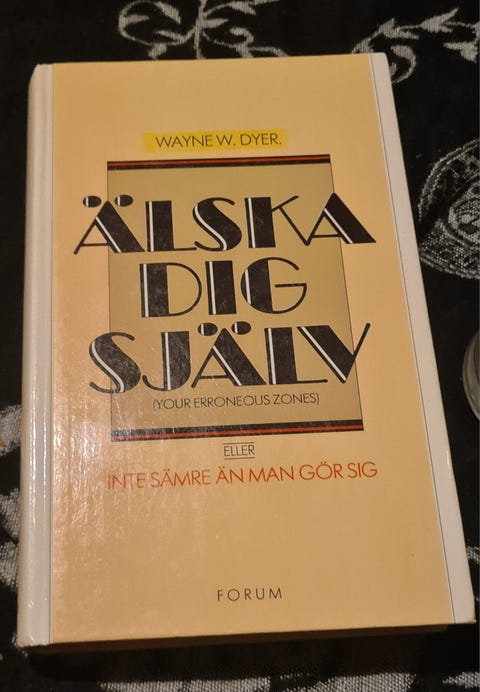 WAYNE W. DYER.
ÄLSKA
DIG
SJÄLV
(YOUR ERRONEOUS ZONES)
ELLER
INTE SÄMRE ÄN MAN GÖR SIG
FORUM